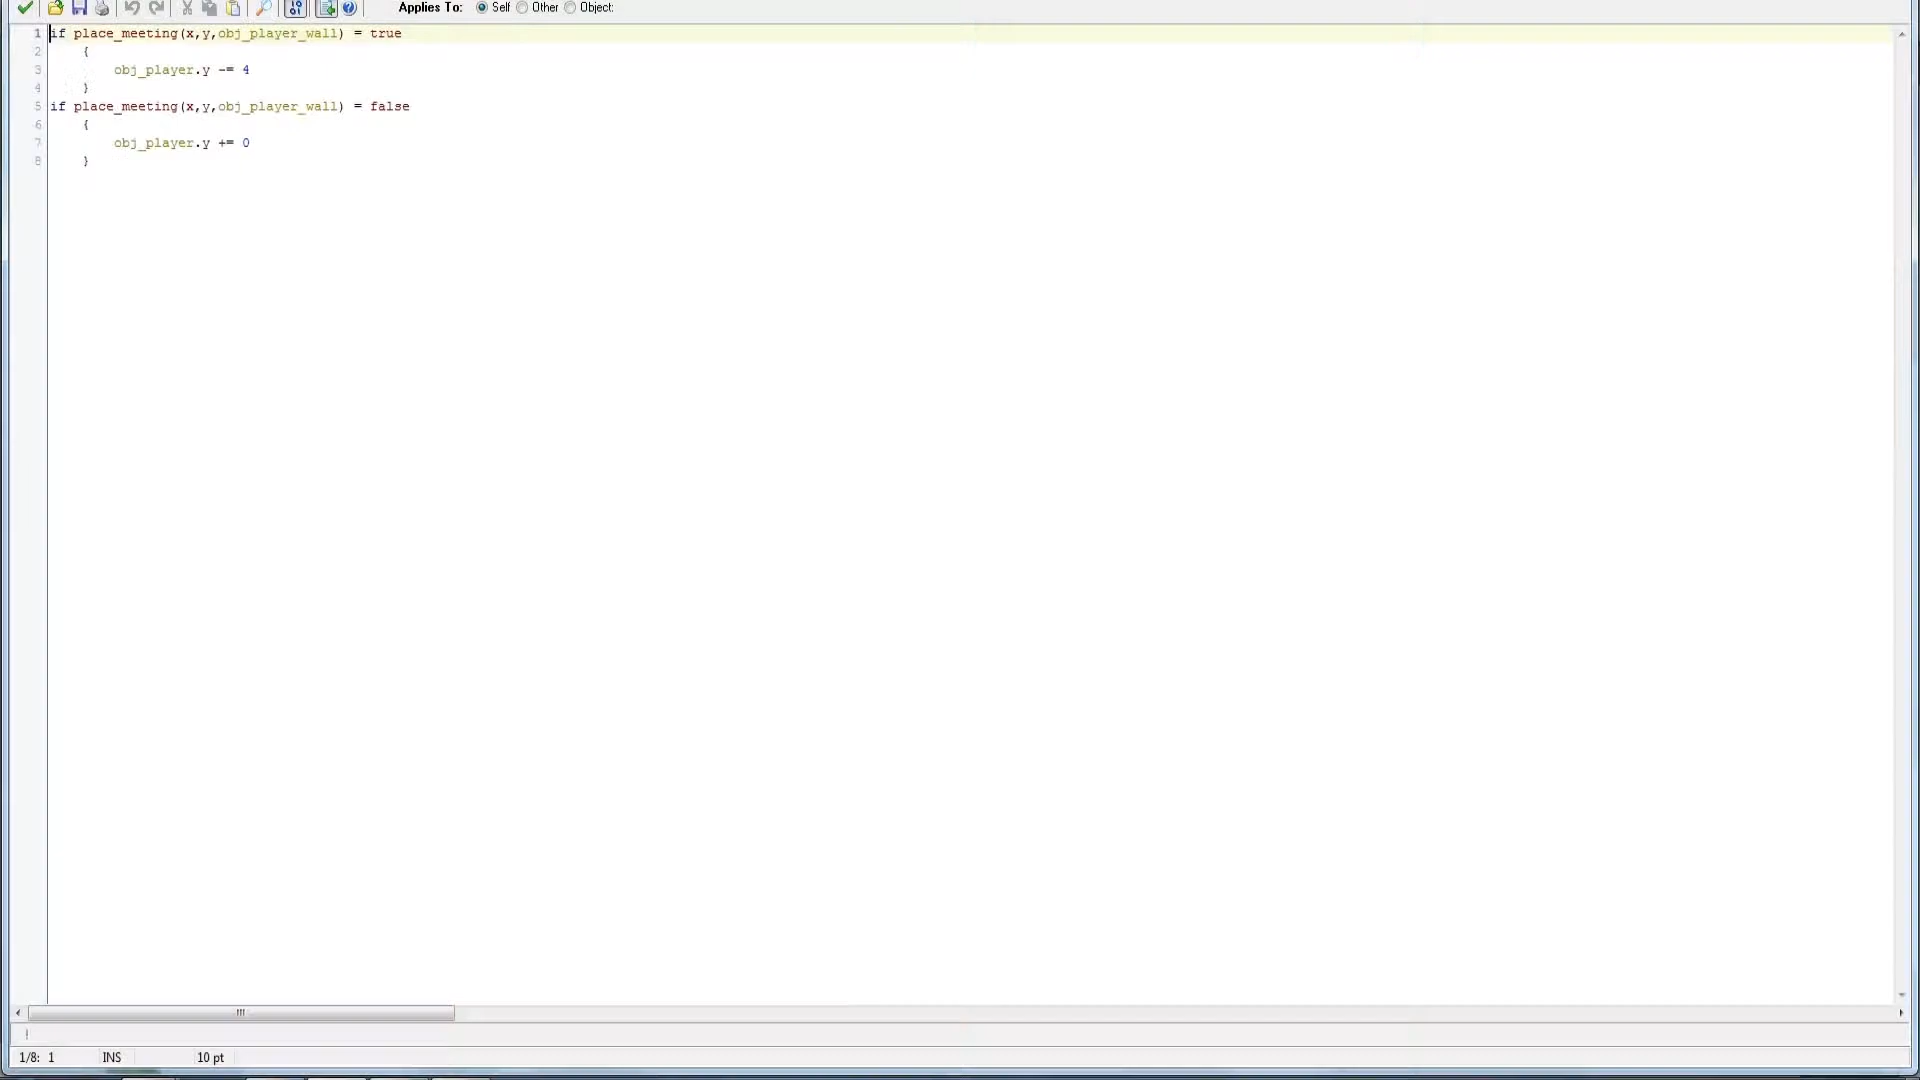 Applies To: Self Other Object:
1 if place_meeting(x,y,obj_player_wall) = true
2 {
3 obj_player.y -= 4
4 }
5 if place_meeting(x,y,obj_player_wall) = false
6 {
7 obj_player.y += 0
8 }
1/8: 1 INS 10 pt